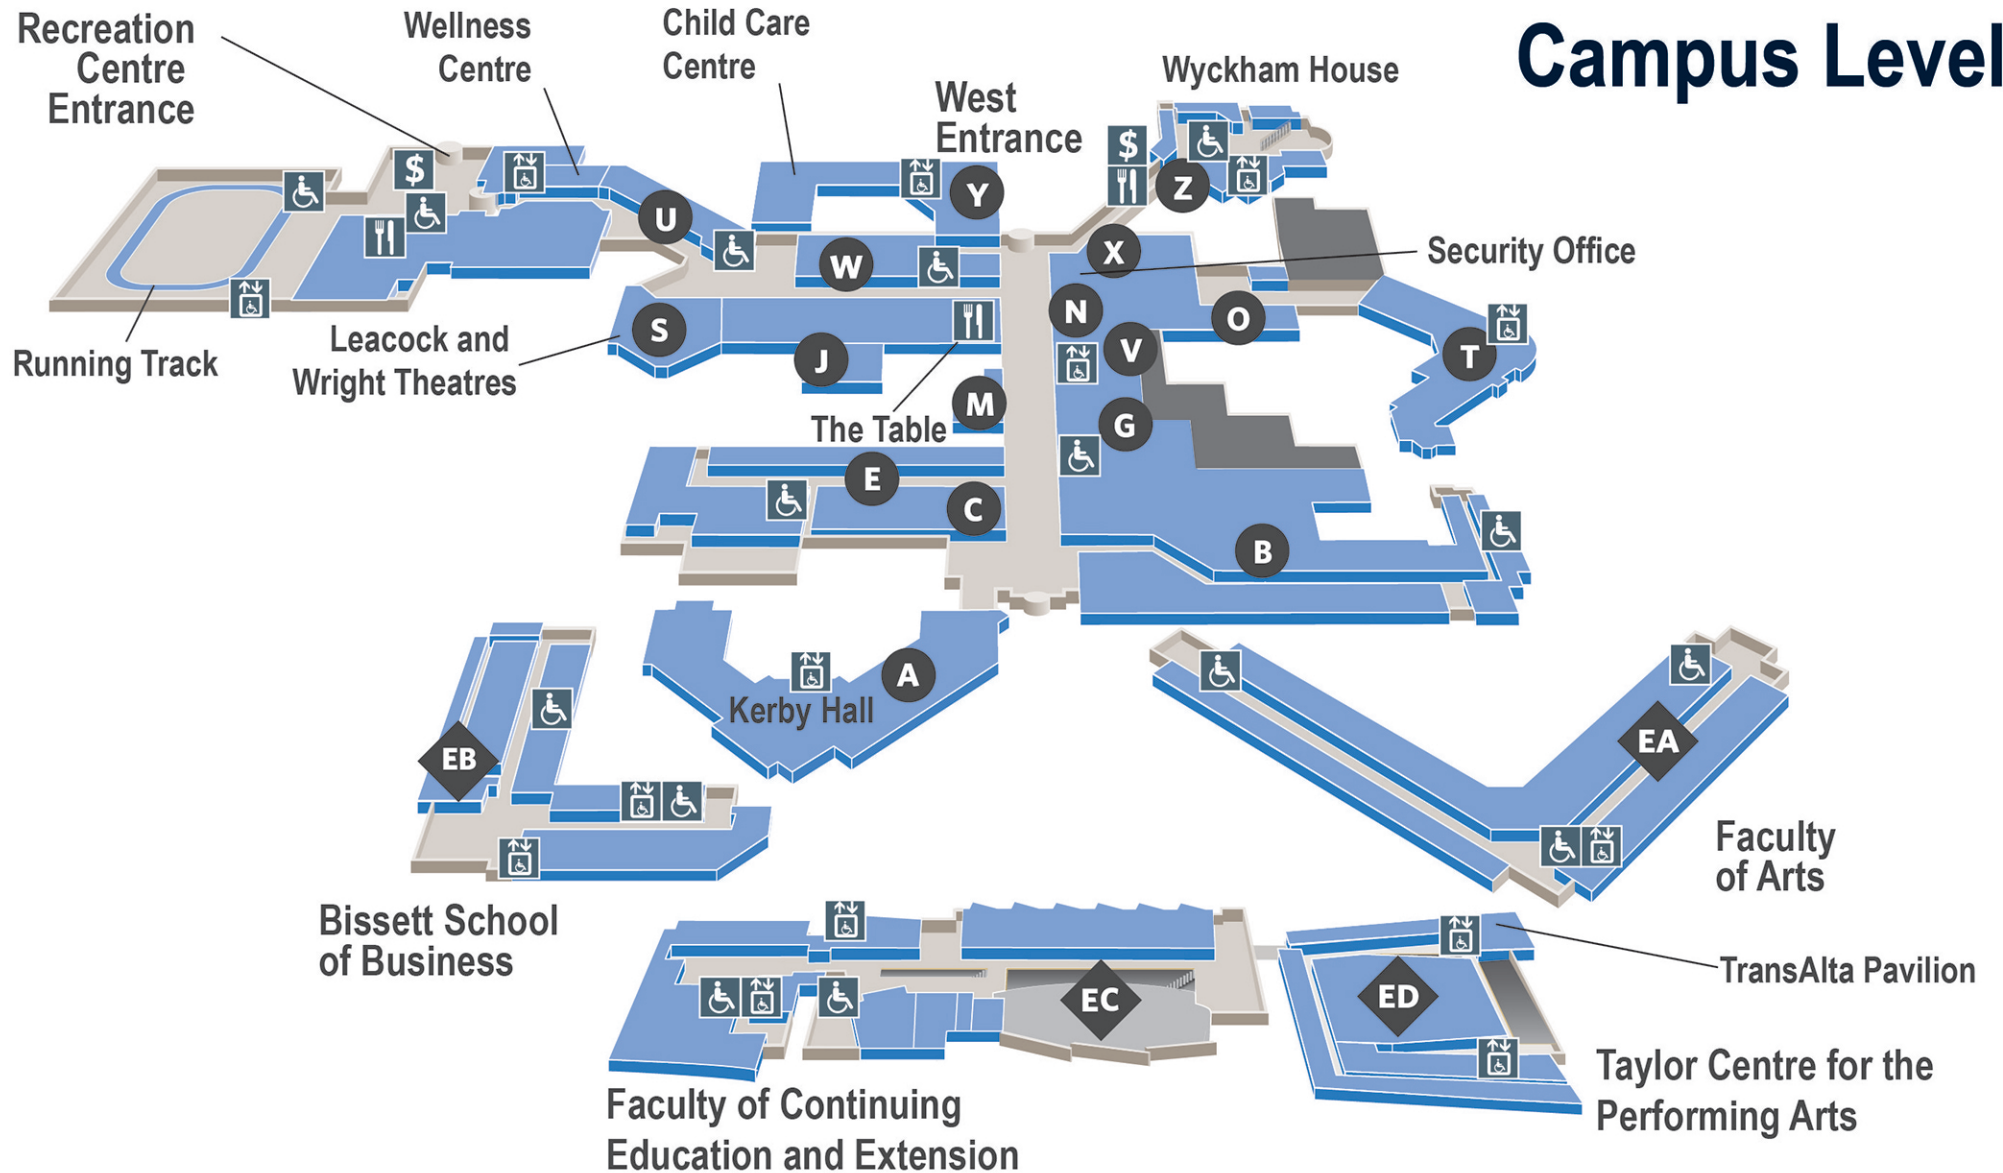 Campus Level
Recreation
Centre
Entrance
Wellness
Centre
Child Care
Centre
West
Entrance
Wyckham House
$
$
Z
Y
U
X
W
Security Office
N
O
S
V
T
J
Running Track
Leacock and
Wright Theatres
M
The Table
G
E
C
B
A
Kerby Hall
EB
EA
Faculty
of Arts
Bissett School
of Business
TransAlta Pavilion
EC
ED
Taylor Centre for the
Performing Arts
Faculty of Continuing
Education and Extension